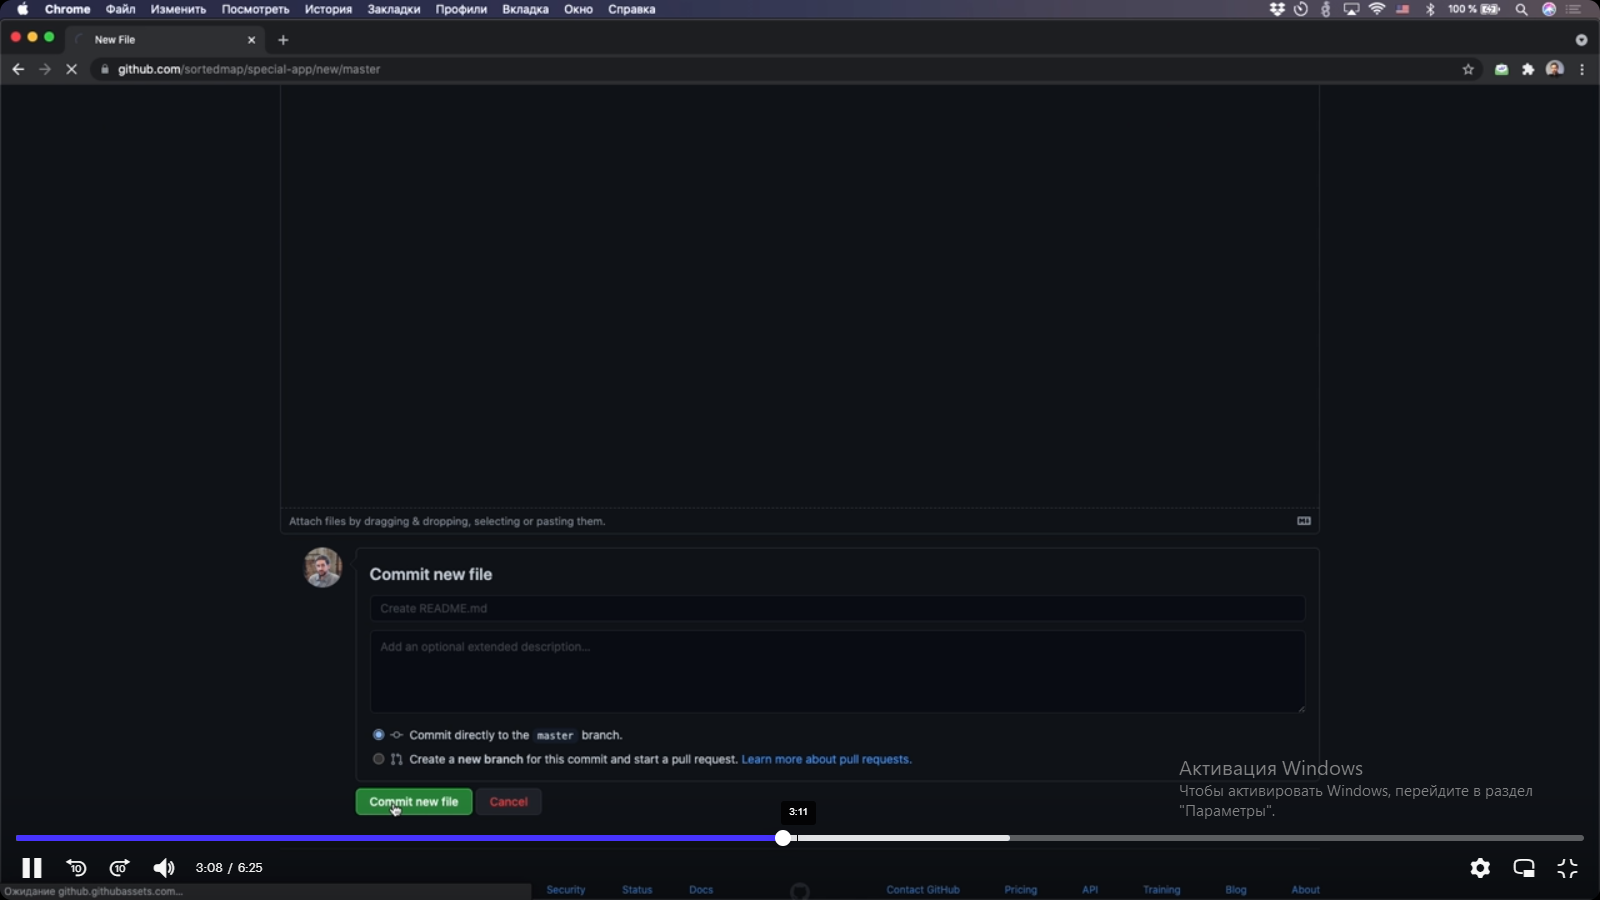 Chrome Файл Изменить Посмотреть История Закладки Профили Вкладка Окно Справка 100 %
New File
github.com/sortedmap/special-app/new/master
Attach files by dragging & dropping, selecting or pasting them.
Commit new file
Create README.md
Add an optional extended description...
Commit directly to the master branch.
Create a new branch for this commit and start a pull request. Learn more about pull requests.
Commit new file Cancel
Активация Windows
Чтобы активировать Windows, перейдите в раздел
"Параметры".
3:11
10 10 3:08 / 6:25
Ожидание github.githubassets.com...
Security Status Docs Contact GitHub Pricing API Training Blog About